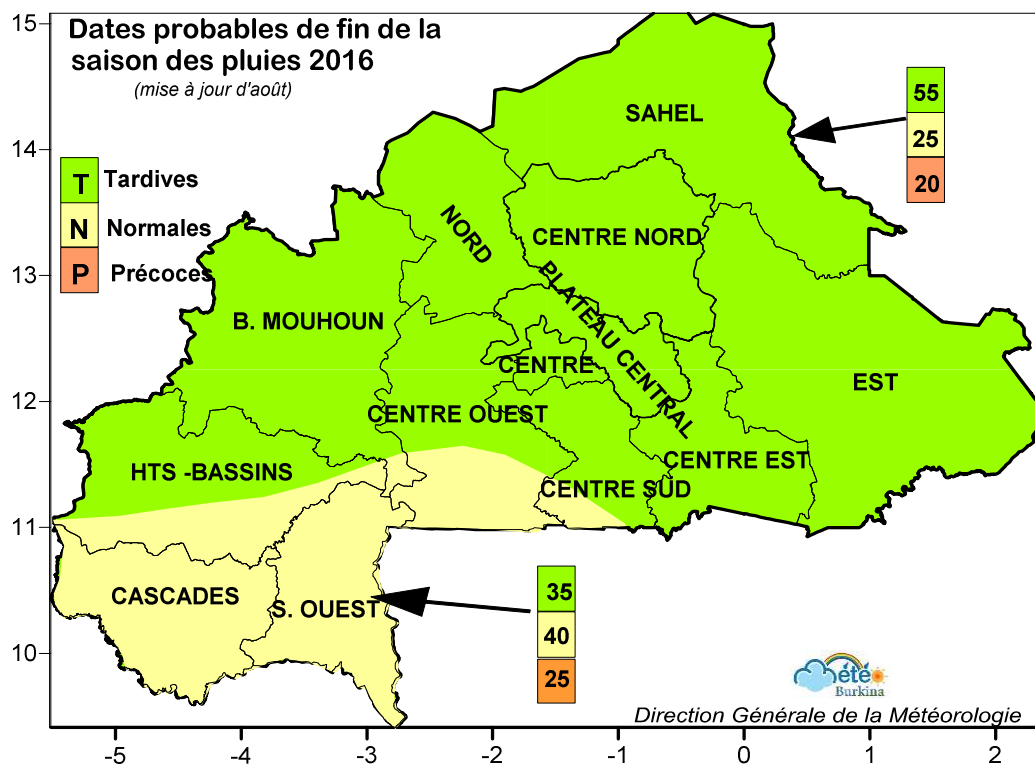 Dates probables de fin de la
saison des pluies 2016
(mise à jour d'août)
15
14
13
12
11
10
T Tardives
N Normales
P Précoces
SAHEL
55
25
20
NORD
CENTRE NORD
PLATEAU CENTRAL
B. MOUHOUN
CENTRE
EST
CENTRE OUEST
HTS -BASSINS
CENTRE EST
CENTRE SUD
CASCADES
S. OUEST
35
40
25
étéo
Burkina
Direction Générale de la Météorologie
-5 -4 -3 -2 -1 0 1 2